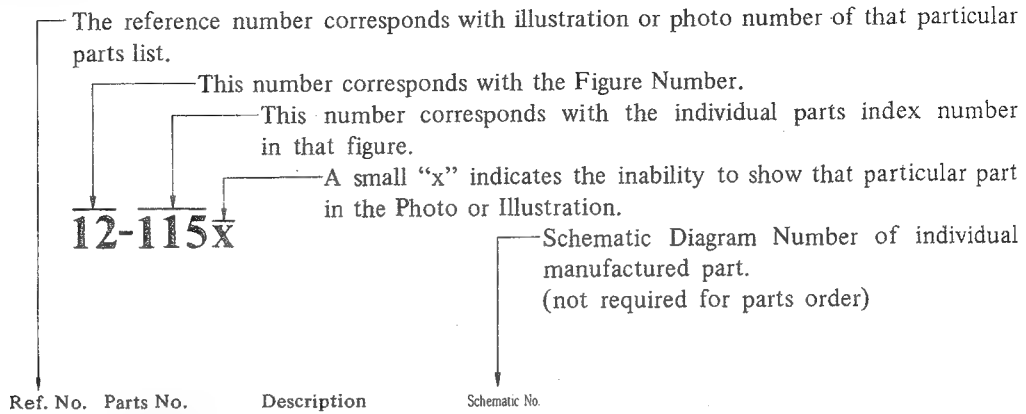 The reference number corresponds with illustration or photo number of that particular
parts list.
This number corresponds with the Figure Number.
This number corresponds with the individual parts index number
in that figure.
A small “x” indicates the inability to show that particular part
in the Photo or Illustration.
12-115x
Schematic Diagram Number of individual
manufactured part.
(not required for parts order)
Ref. No. Parts No. Description Schematic No.